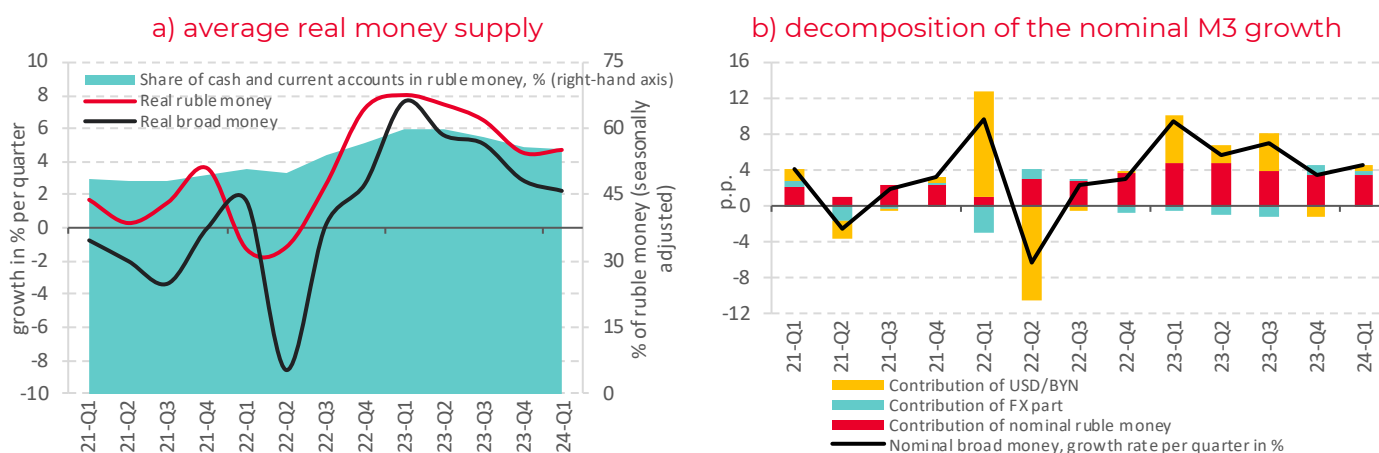 a) average real money supply
growth in % per quarter
10
8
6
4
2
0
-2
-4
-6
-8
-10
Share of cash and current accounts in ruble money, % (right-hand axis)
Real ruble money
Real broad money
75
60
45
30
15
0
% of ruble money (seasonally
adjusted)
21-Q1
21-Q2
21-Q3
21-Q4
22-Q1
22-Q2
22-Q3
22-Q4
23-Q1
23-Q2
23-Q3
23-Q4
24-Q1
b) decomposition of the nominal M3 growth
p.p.
16
12
8
4
0
-4
-8
-12
21-Q1
21-Q2
21-Q3
21-Q4
22-Q1
22-Q2
22-Q3
22-Q4
23-Q1
23-Q2
23-Q3
23-Q4
24-Q1
Contribution of USD/BYN
Contribution of FX part
Contribution of nominal ruble money
Nominal broad money, growth rate per quarter in %